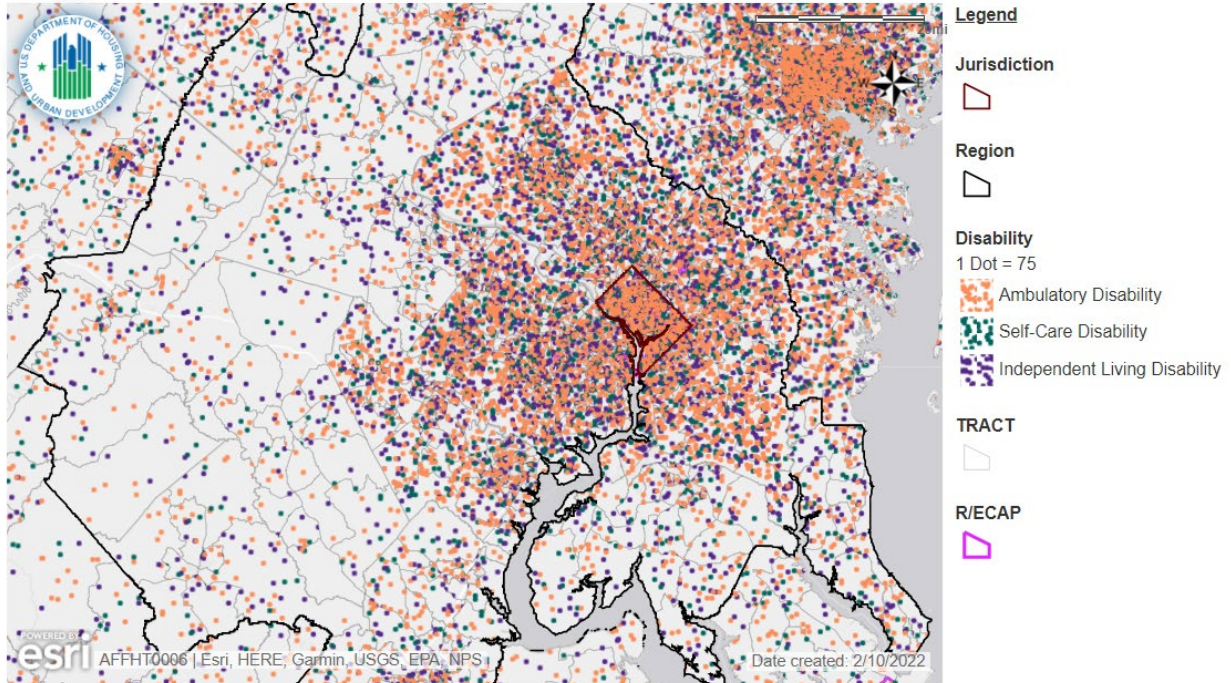 U.S. DEPARTMENT OF HOUSING
AND URBAN DEVELOPMENT
20mi
Legend
Jurisdiction
Region
Disability
1 Dot = 75
Ambulatory Disability
Self-Care Disability
Independent Living Disability
TRACT
R/ECAP
POWERED BY
esri
AFFHT0006 | Esri, HERE, Garmin, USGS, EPA, NPS
Date created: 2/10/2022